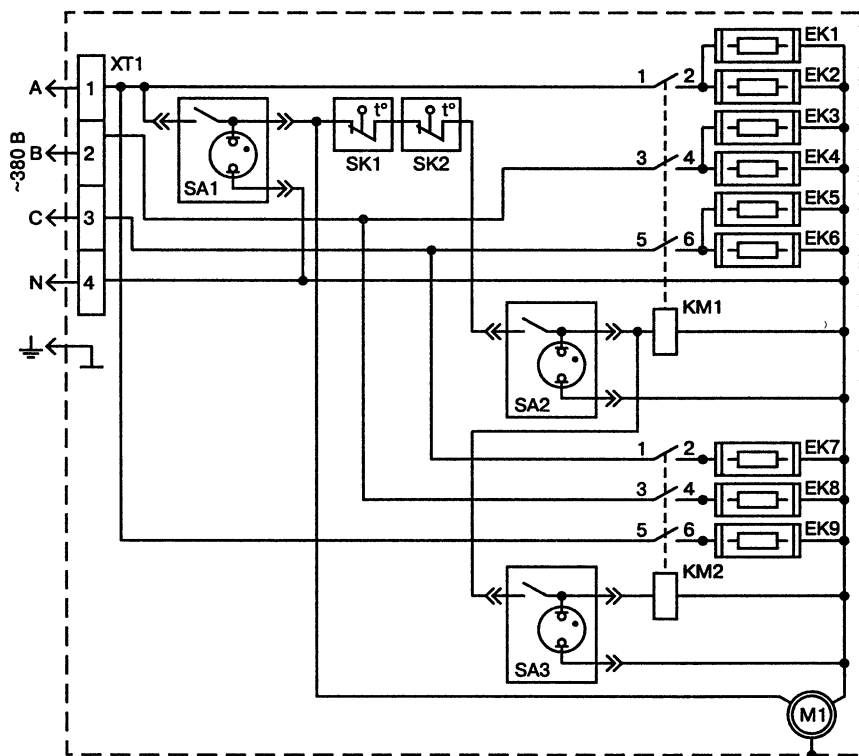 XT1
A 1
B 2
C 3
N 4
~380 В
SA1
t°
SK1
t°
SK2
1 2
3 4
5 6
EK1
EK2
EK3
EK4
EK5
EK6
KM1
SA2
1 2
3 4
5 6
EK7
EK8
EK9
KM2
SA3
M1